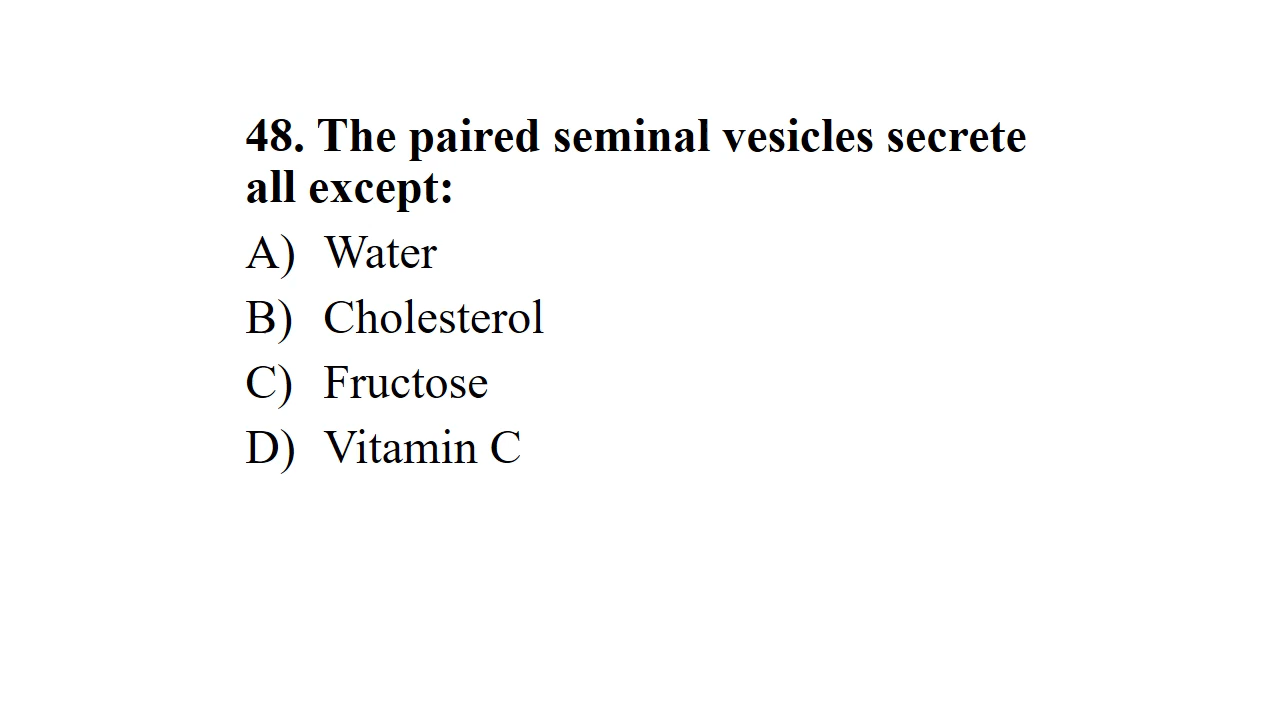 48. The paired seminal vesicles secrete
all except:
A) Water
B) Cholesterol
C) Fructose
D) Vitamin C